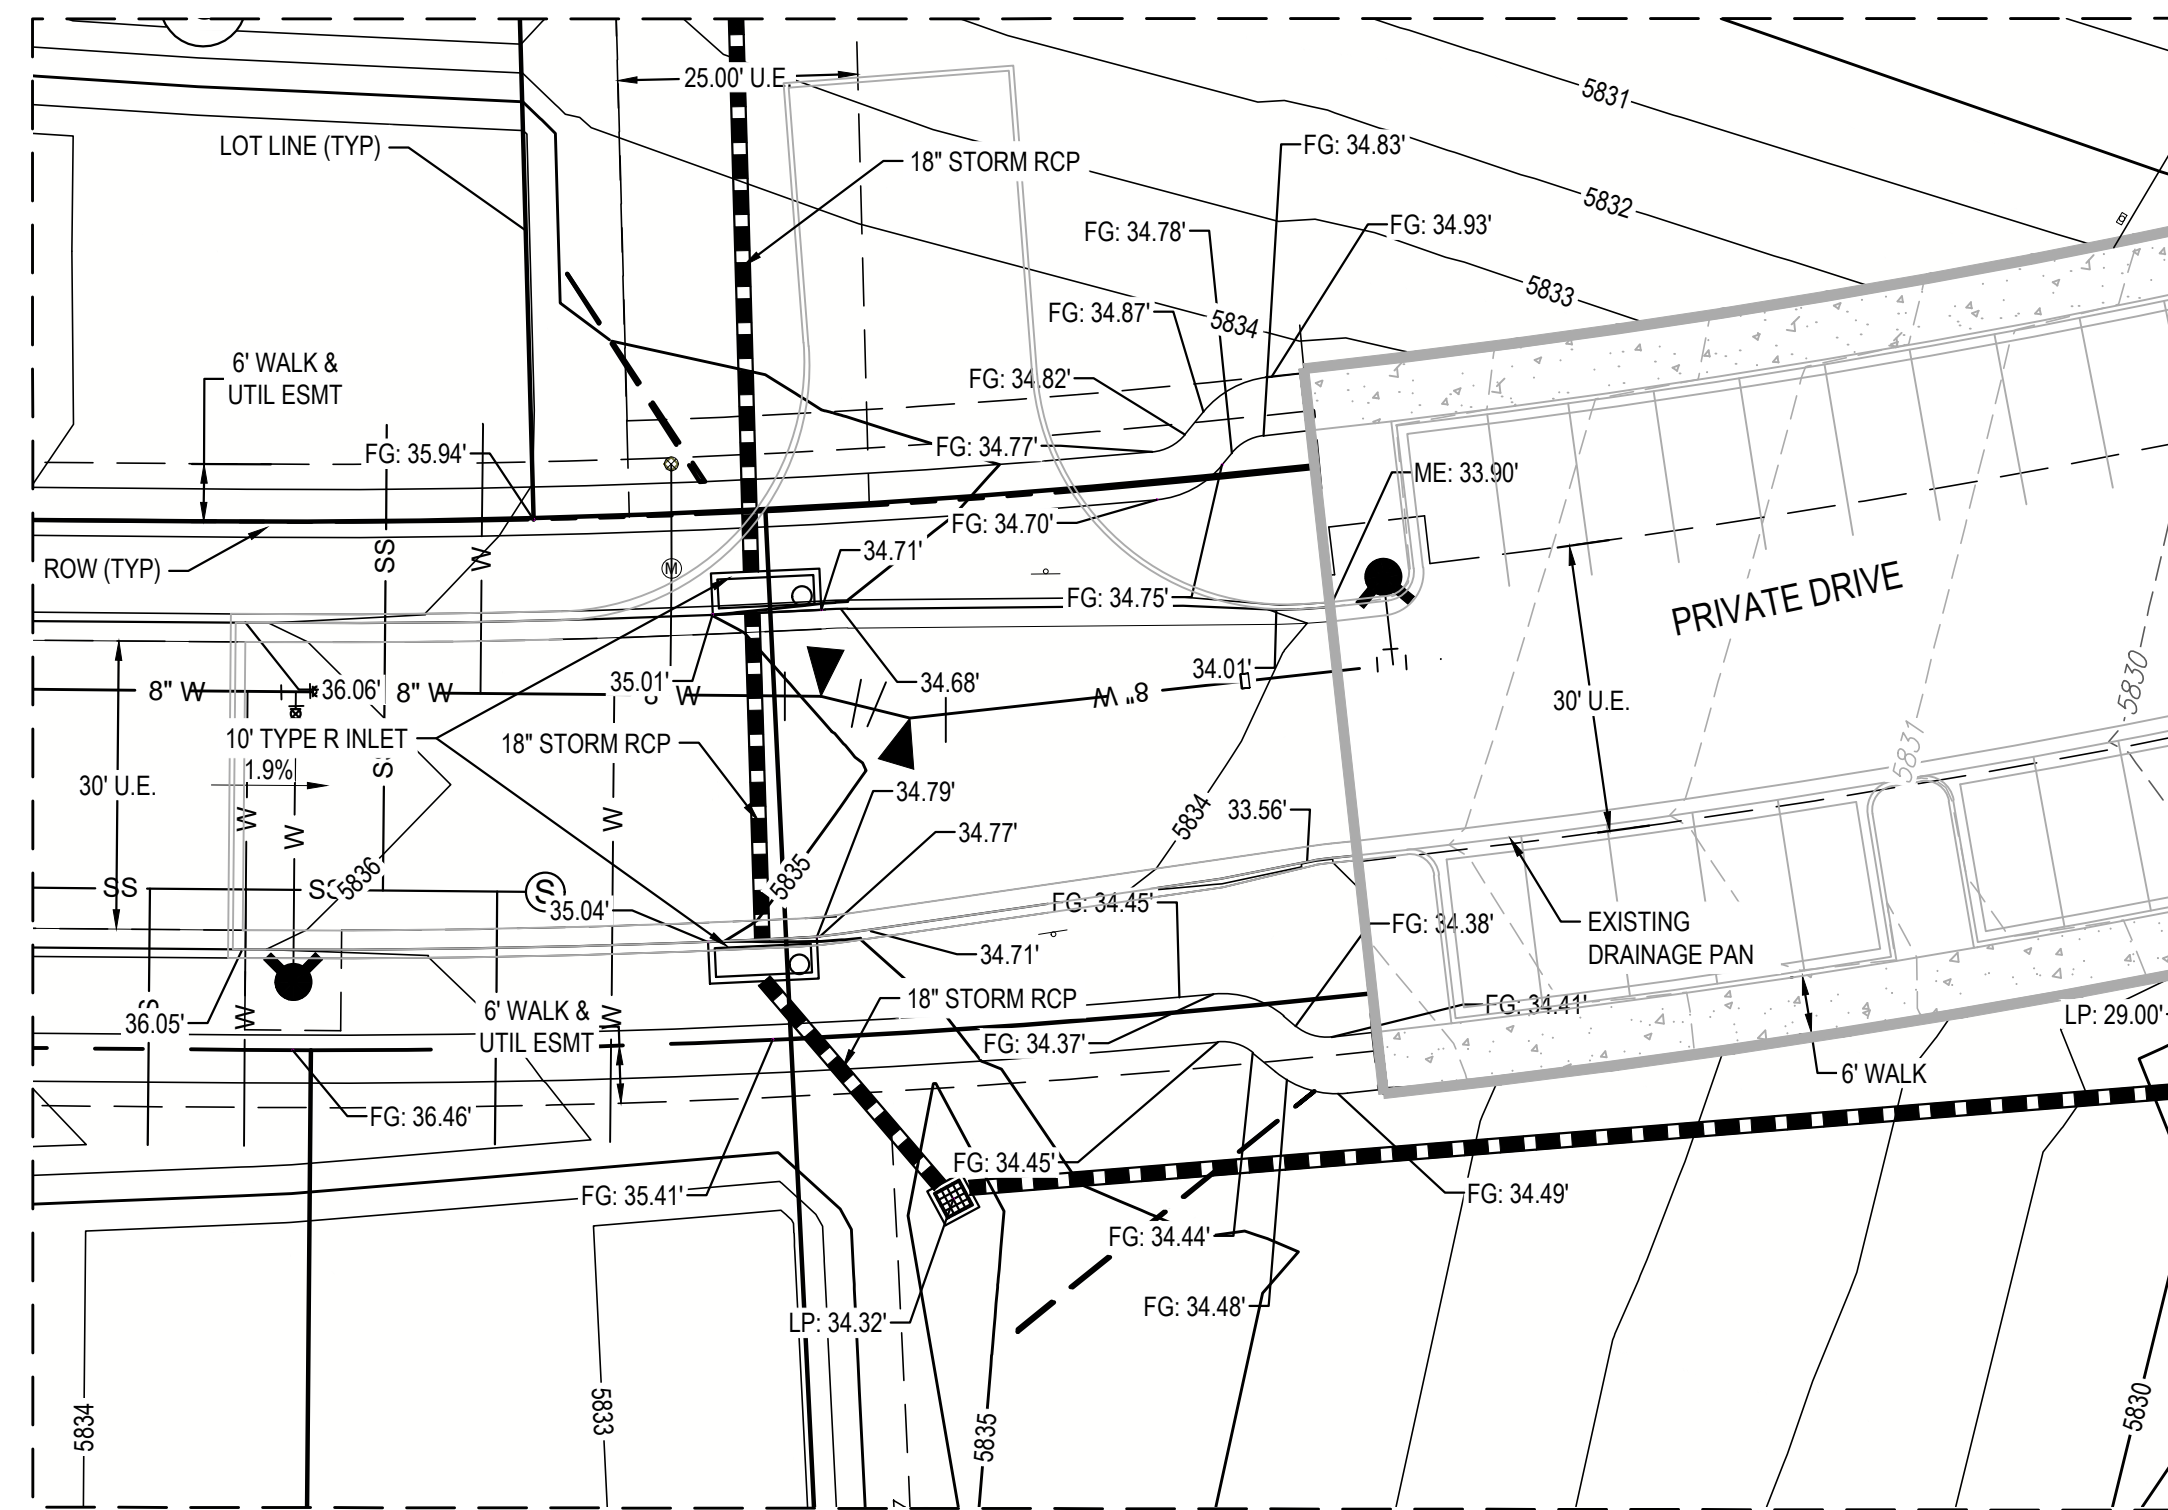 25.00' U.E.
5831
LOT LINE (TYP)
18" STORM RCP
FG: 34.83'
5832
FG: 34.78'
FG: 34.93'
5833
FG: 34.87'
5834
6' WALK &
UTIL ESMT
FG: 34.82'
FG: 35.94'
FG: 34.77'
ME: 33.90'
FG: 34.70'
SS
W
34.71'
ROW (TYP)
M
FG: 34.75'
PRIVATE DRIVE
8" W
36.06'
8" W
35.01'
W
34.68'
8" W
34.01'
30' U.E.
5830
10' TYPE R INLET
18" STORM RCP
5831
1.9%
S
30' U.E.
34.79'
W
W
W
34.77'
5834
33.56'
5836
5835
SS
S
35.04'
FG: 34.45'
FG: 34.38'
EXISTING
DRAINAGE PAN
34.71'
S
36.05'
W
6' WALK &
UTIL ESMT
W
18" STORM RCP
FG: 34.41'
LP: 29.00'
FG: 34.37'
6' WALK
FG: 36.46'
FG: 34.45'
FG: 35.41'
FG: 34.49'
FG: 34.44'
FG: 34.48'
LP: 34.32'
5834
5833
5835
5830